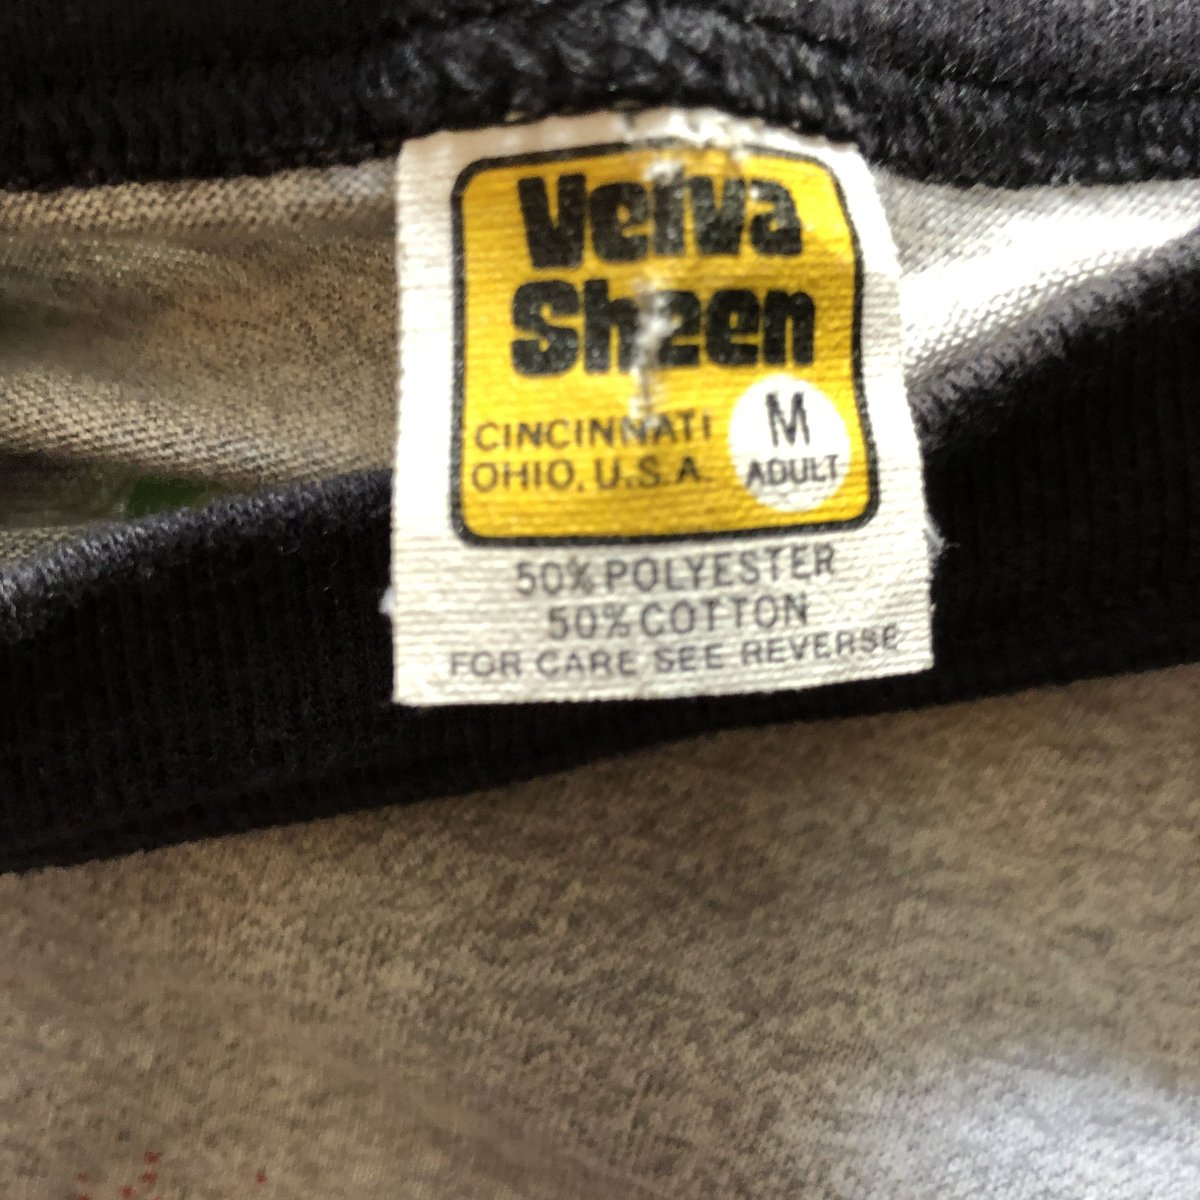 Velva
Sheen
CINCINNATI
OHIO, U.S.A.
M
ADULT
50% POLYESTER
50% COTTON
FOR CARE SEE REVERSE